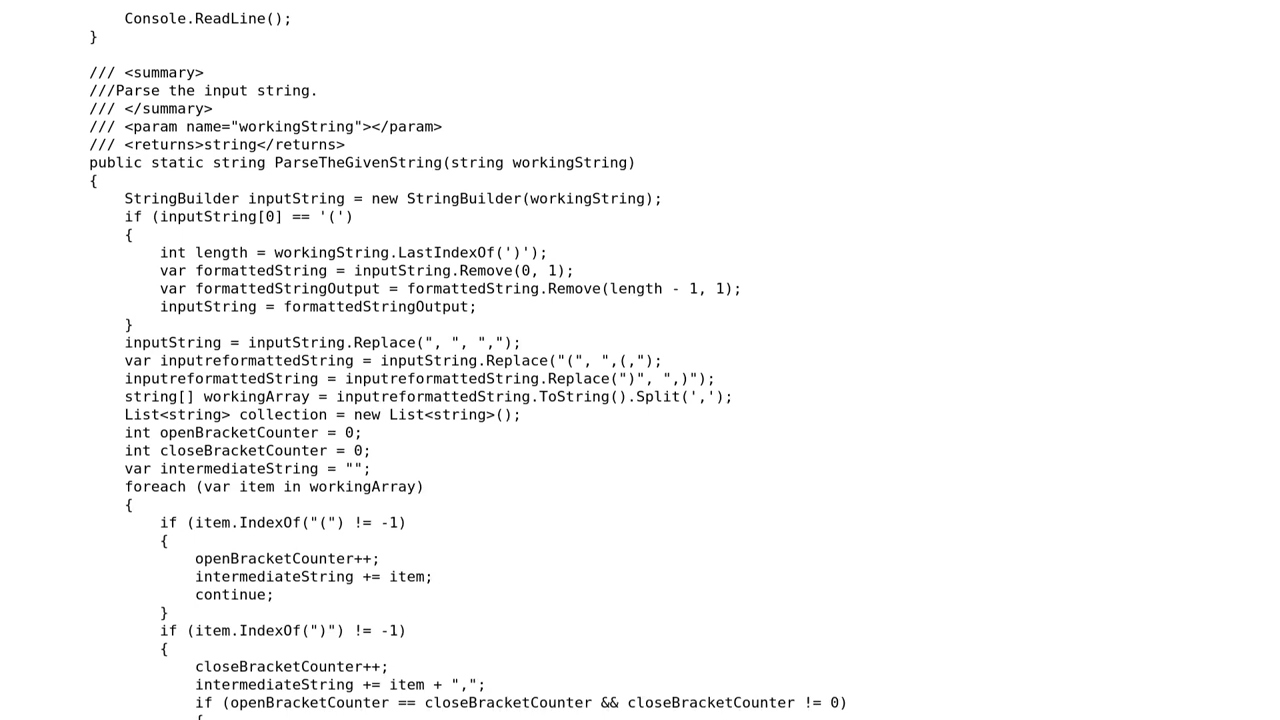 Console.ReadLine();
}
/// <summary>
///Parse the input string.
/// </summary>
/// <param name="workingString"></param>
/// <returns>string</returns>
public static string ParseTheGivenString(string workingString)
{
StringBuilder inputString = new StringBuilder(workingString);
if (inputString[0] == '(')
{
int length = workingString.LastIndexOf(')');
var formattedString = inputString.Remove(0, 1);
var formattedStringOutput = formattedString.Remove(length - 1, 1);
inputString = formattedStringOutput;
}
inputString = inputString.Replace(", ", ",");
var inputreformattedString = inputString.Replace("(", ",(,");
inputreformattedString = inputreformattedString.Replace(")", ",)");
string[] workingArray = inputreformattedString.ToString().Split(',');
List<string> collection = new List<string>();
int openBracketCounter = 0;
int closeBracketCounter = 0;
var intermediateString = "";
foreach (var item in workingArray)
{
if (item.IndexOf("(") != -1)
{
openBracketCounter++;
intermediateString += item;
continue;
}
if (item.IndexOf(")") != -1)
{
closeBracketCounter++;
intermediateString += item + ",";
if (openBracketCounter == closeBracketCounter && closeBracketCounter != 0)
{